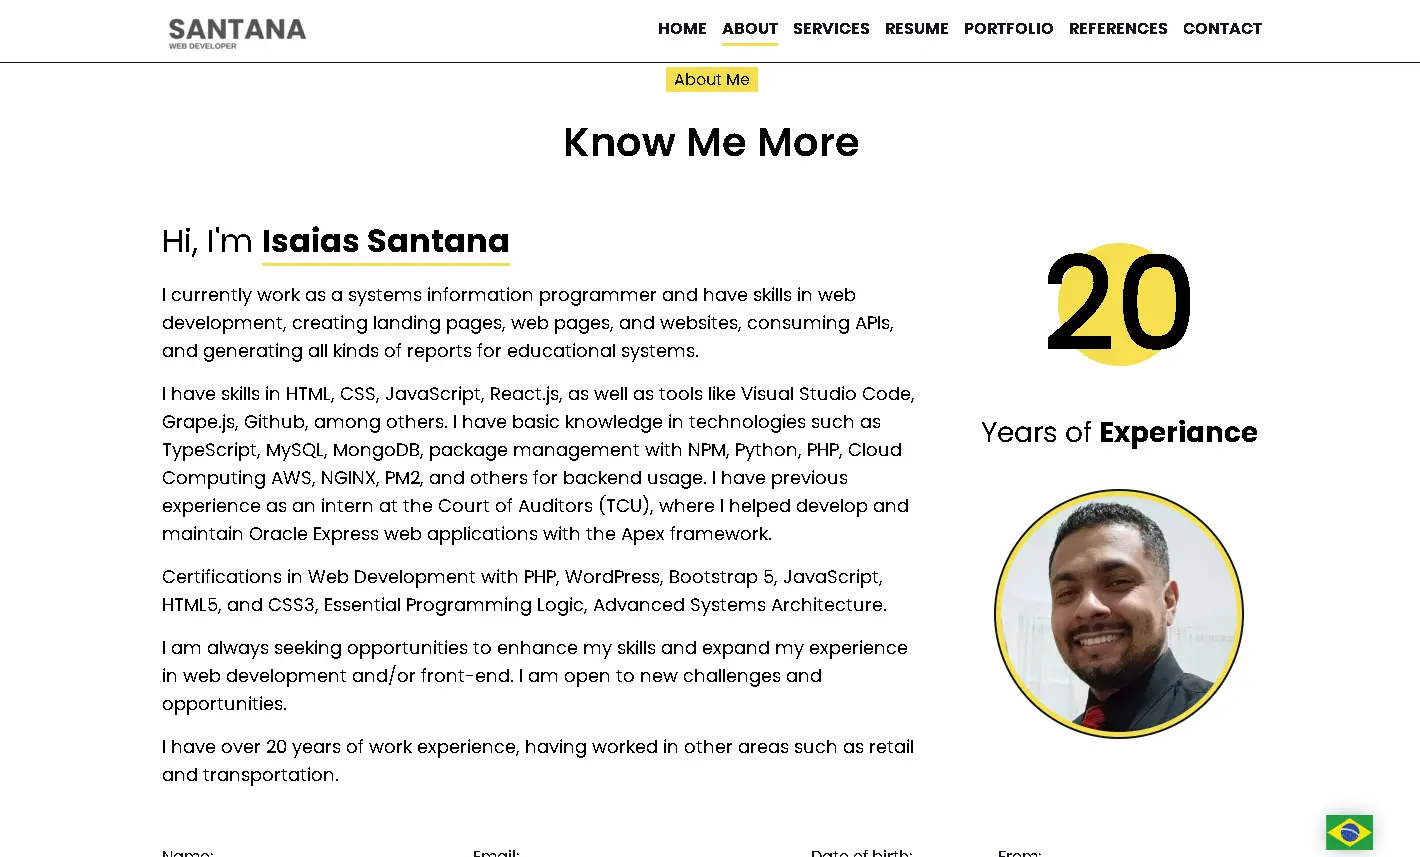 SANTANA
WEB DEVELOPER
HOME ABOUT SERVICES RESUME PORTFOLIO REFERENCES CONTACT
About Me
Know Me More
Hi, I'm Isaias Santana
I currently work as a systems information programmer and have skills in web
development, creating landing pages, web pages, and websites, consuming APIs,
and generating all kinds of reports for educational systems.
I have skills in HTML, CSS, JavaScript, React.js, as well as tools like Visual Studio Code,
Grape.js, Github, among others. I have basic knowledge in technologies such as
TypeScript, MySQL, MongoDB, package management with NPM, Python, PHP, Cloud
Computing AWS, NGINX, PM2, and others for backend usage. I have previous
experience as an intern at the Court of Auditors (TCU), where I helped develop and
maintain Oracle Express web applications with the Apex framework.
Certifications in Web Development with PHP, WordPress, Bootstrap 5, JavaScript,
HTML5, and CSS3, Essential Programming Logic, Advanced Systems Architecture.
I am always seeking opportunities to enhance my skills and expand my experience
in web development and/or front-end. I am open to new challenges and
opportunities.
I have over 20 years of work experience, having worked in other areas such as retail
and transportation.
20
Years of Experiance
Name: Email: Date of birth: From: